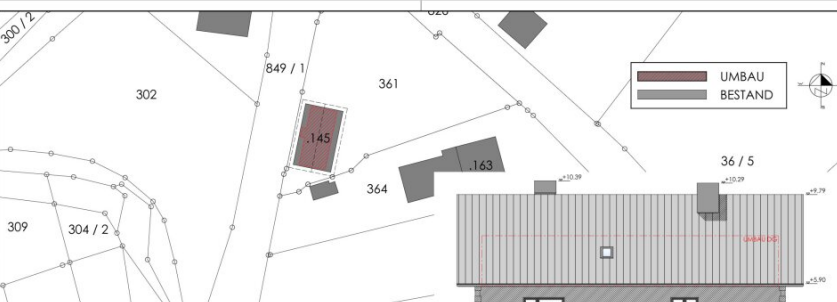 300 / 2
849 / 1
361
302
UMBAU
BESTAND
.145
.163
36 / 5
364
+10.39
+10.29
+9.79
309
304 / 2
UMBAU DG
+5.90